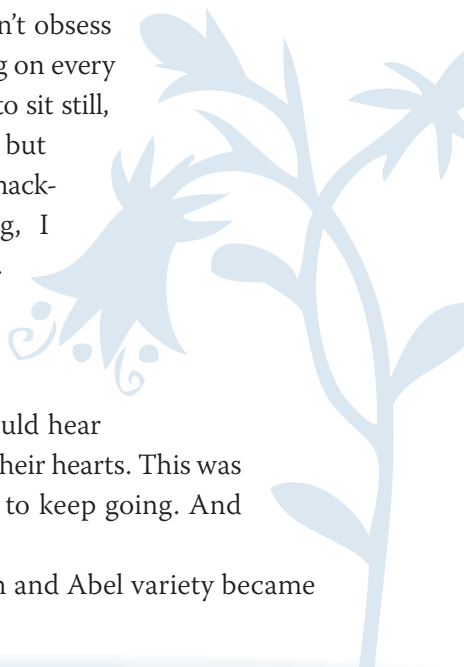 n’t obsess
g on every
to sit still,
but
nack-
g, I
.
uld hear
heir hearts. This was
to keep going. And
n and Abel variety became